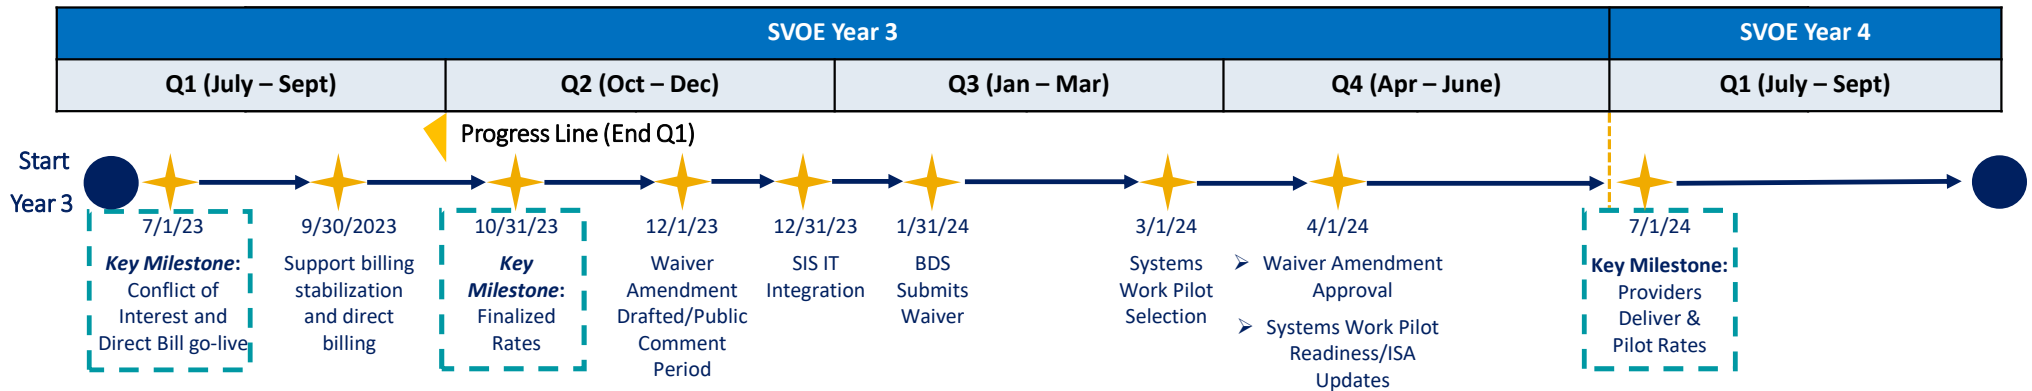 SVOE Year 3
SVOE Year 4
Q1 (July – Sept)
Q2 (Oct – Dec)
Q3 (Jan – Mar)
Q4 (Apr – June)
Q1 (July – Sept)
Progress Line (End Q1)
Start
Year 3
7/1/23
Key Milestone:
Conflict of
Interest and
Direct Bill go-live
9/30/2023
Support billing
stabilization
and direct
billing
10/31/23
Key
Milestone:
Finalized
Rates
12/1/23
Waiver
Amendment
Drafted/Public
Comment
Period
12/31/23
SIS IT
Integration
1/31/24
BDS
Submits
Waiver
3/1/24
Systems
Work Pilot
Selection
4/1/24
➢ Waiver Amendment
Approval
➢ Systems Work Pilot
Readiness/ISA
Updates
7/1/24
Key Milestone:
Providers
Deliver &
Pilot Rates